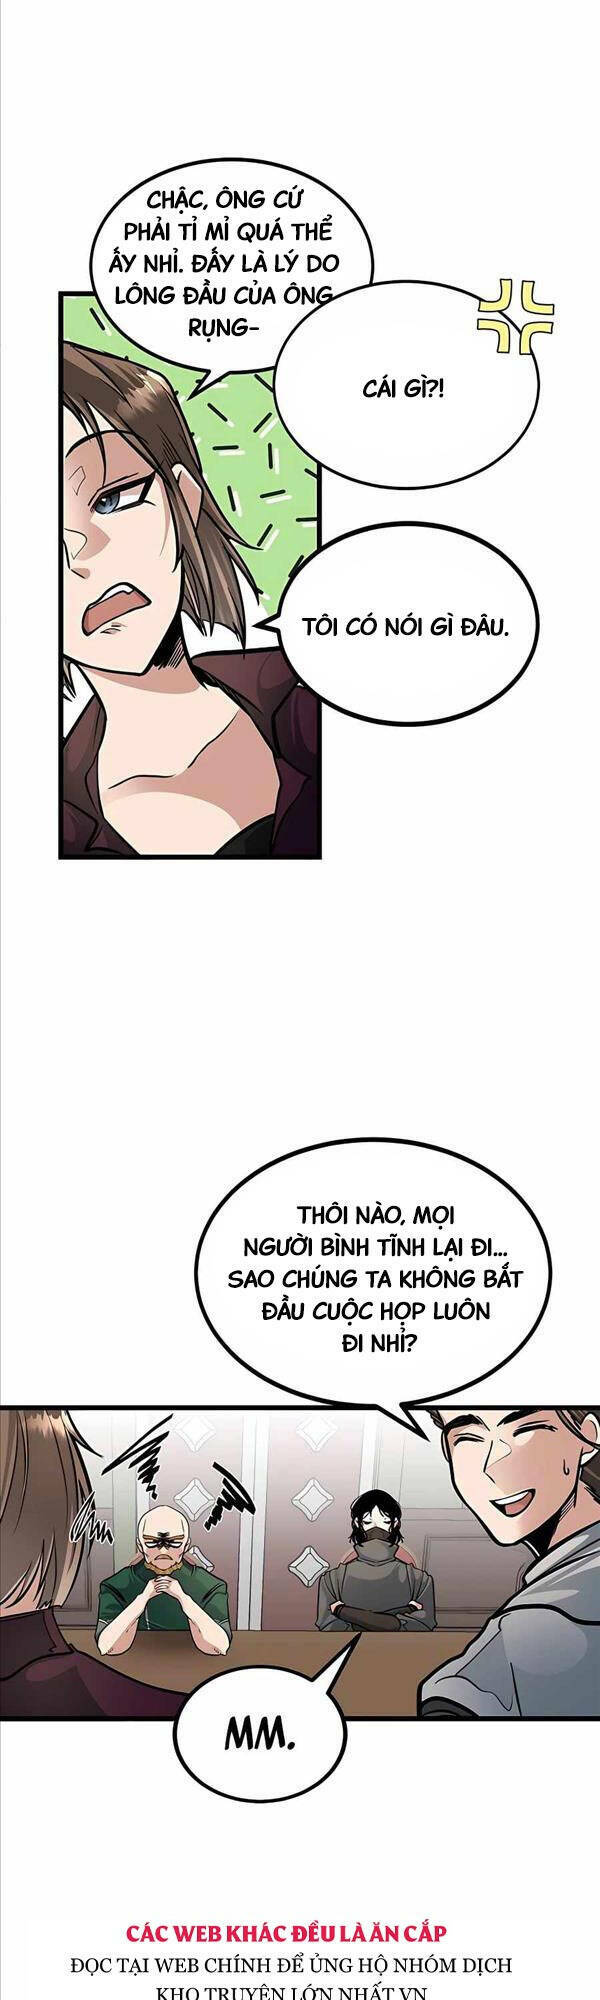 CHẬC, ÔNG CỨ
PHẢI TỈ MỈ QUÁ THỂ
ẤY NHỈ. ĐẤY LÀ LÝ DO
LÔNG ĐẦU CỦA ÔNG
RỤNG-
CÁI GÌ?!
TÔI CÓ NÓI GÌ ĐÂU.
THÔI NÀO, MỌI
NGƯỜI BÌNH TĨNH LẠI ĐI...
SAO CHÚNG TA KHÔNG BẮT
ĐẦU CUỘC HỌP LUÔN
ĐI NHỈ?
MM.
CÁC WEB KHÁC ĐỀU LÀ ĂN CẮP
ĐỌC TẠI WEB CHÍNH ĐỂ ỦNG HỘ NHÓM DỊCH
KHO TRUYỆN LỚN NHẤT VN